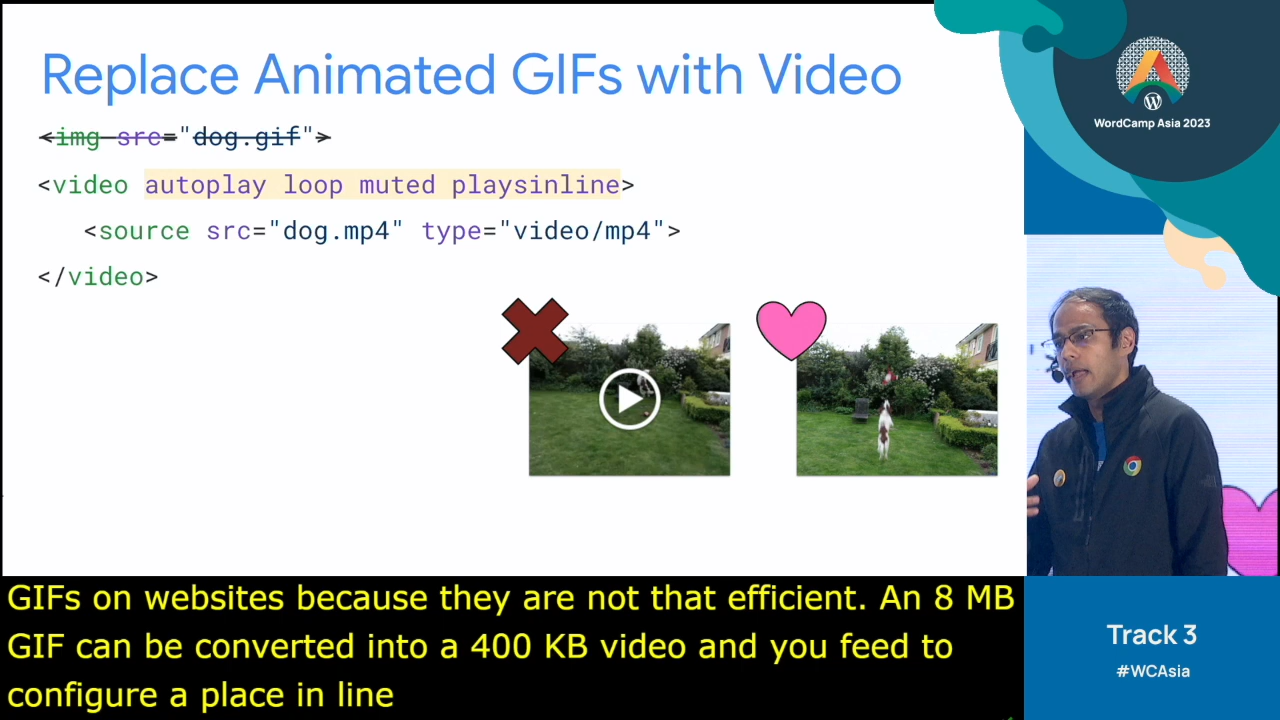 Replace Animated GIFs with Video
<img src="dog.gif">
<video autoplay loop muted playsinline>
<source src="dog.mp4" type="video/mp4">
</video>
WordCamp Asia 2023
GIFs on websites because they are not that efficient. An 8 MB
GIF can be converted into a 400 KB video and you feed to
configure a place in line
Track 3
#WCAsia